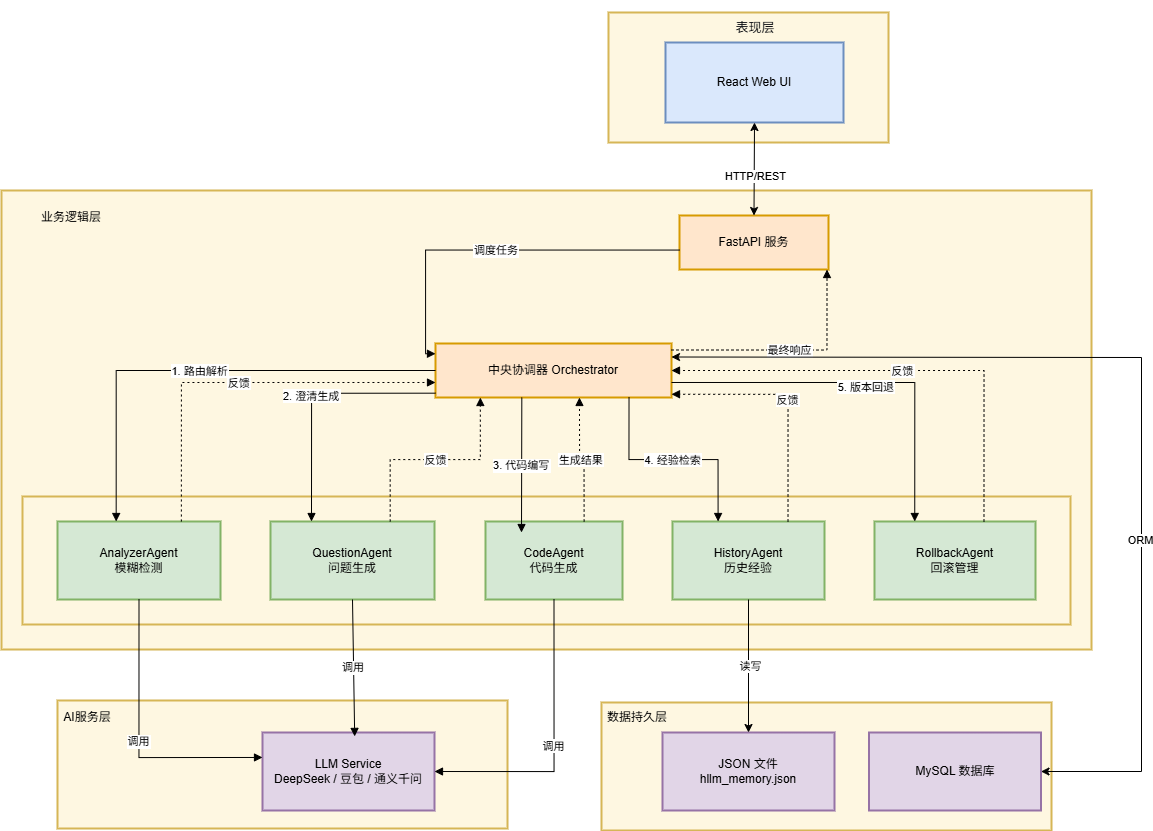 表现层
React Web UI
HTTP/REST
业务逻辑层
FastAPI 服务
调度任务
中央协调器 Orchestrator
最终响应
1. 路由解析
反馈
2. 澄清生成
反馈
5. 版本回退
反馈
反馈
3. 代码编写
生成结果
4. 经验检索
AnalyzerAgent
模糊检测
QuestionAgent
问题生成
CodeAgent
代码生成
HistoryAgent
历史经验
RollbackAgent
回滚管理
ORM
调用
读写
AI服务层
调用
调用
LLM Service
DeepSeek / 豆包 / 通义千问
数据持久层
JSON 文件
hllm_memory.json
MySQL 数据库